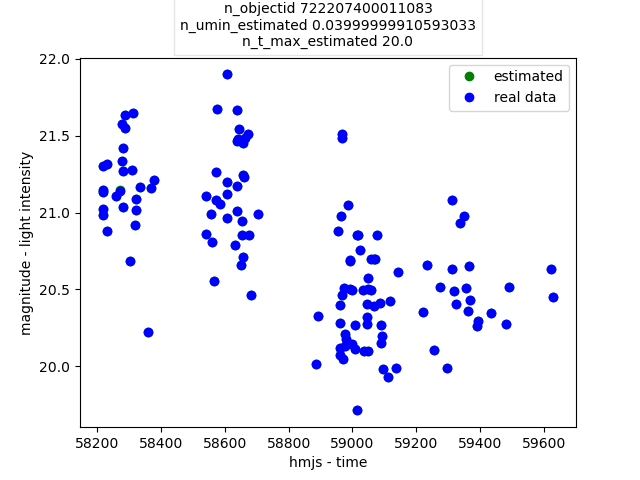 n_objectid 722207400011083
n_umin_estimated 0.03999999910593033
n_t_max_estimated 20.0
22.0
21.5
21.0
20.5
20.0
magnitude - light intensity
estimated
real data
58200 58400 58600 58800 59000 59200 59400 59600
hmjs - time